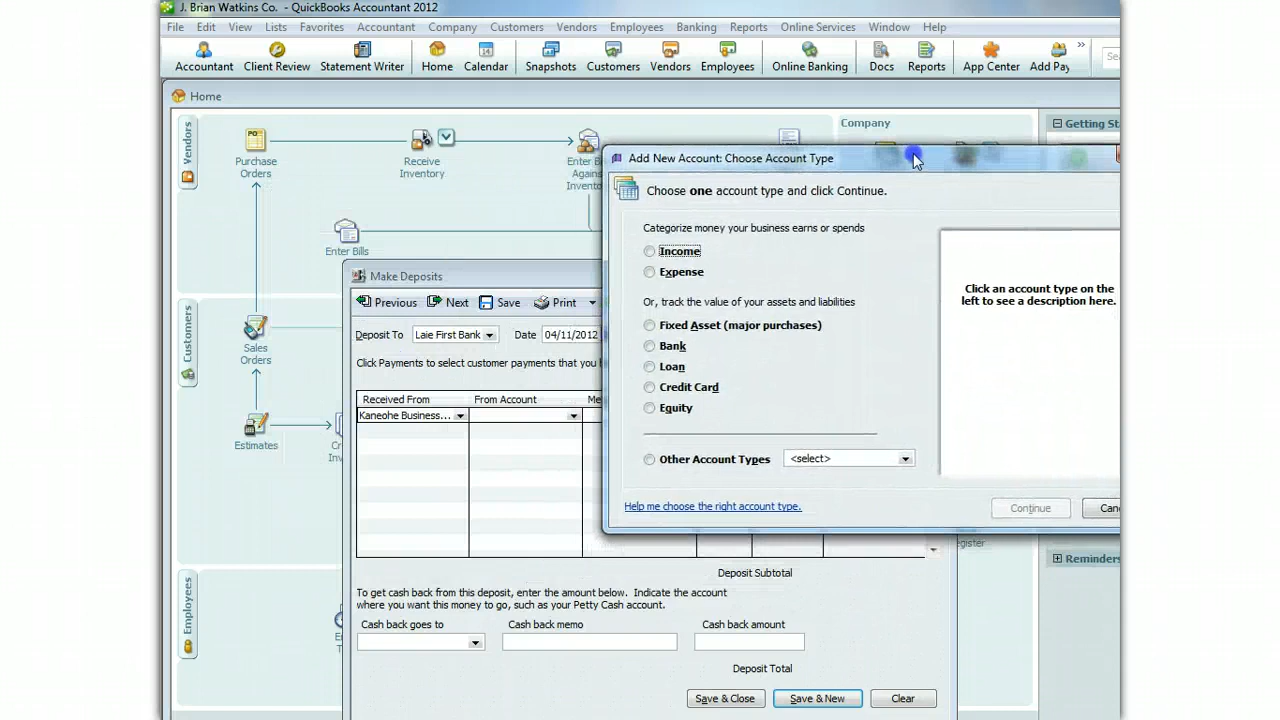 J. Brian Watkins Co. - QuickBooks Accountant 2012
File Edit View Lists Favorites Accountant Company Customers Vendors Employees Banking Reports Online Services Window Help
Accountant Client Review Statement Writer Home Calendar Snapshots Customers Vendors Employees Online Banking Docs Reports App Center Add Pay »
Home
Vendors
Purchase
Orders
Receive
Inventory
Enter B
Against
Invento
Enter Bills
Company
Getting St
Add New Account: Choose Account Type
Choose one account type and click Continue.
Categorize money your business earns or spends
Income
Expense
Or, track the value of your assets and liabilities
Fixed Asset (major purchases)
Bank
Loan
Credit Card
Equity
Other Account Types <select>
Help me choose the right account type.
Click an account type on the
left to see a description here.
Continue
Canc
Customers
Sales
Orders
Estimates
Employees
Make Deposits
Previous Next Save Print
Deposit To Laie First Bank Date 04/11/2012
Click Payments to select customer payments that you
Received From From Account Me
Kaneohe Business...
Deposit Subtotal
To get cash back from this deposit, enter the amount below. Indicate the account
where you want this money to go, such as your Petty Cash account.
Cash back goes to Cash back memo Cash back amount
Deposit Total
Save & Close Save & New Clear
egister
Reminders